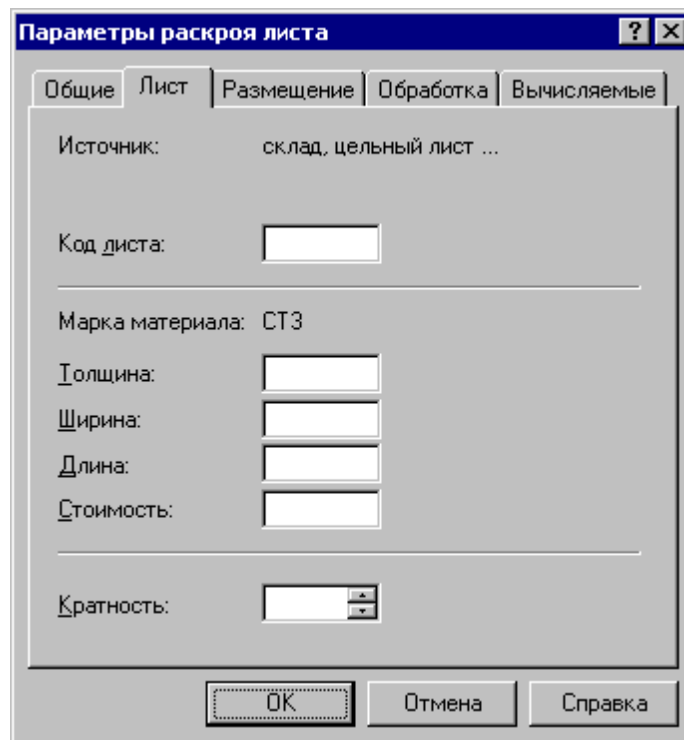 Параметры раскроя листа
Общие Лист Размещение Обработка Вычисляемые
Источник: склад, цельный лист ...
Код листа:
Марка материала: СТ3
Толщина:
Ширина:
Длина:
Стоимость:
Кратность:
OK Отмена Справка